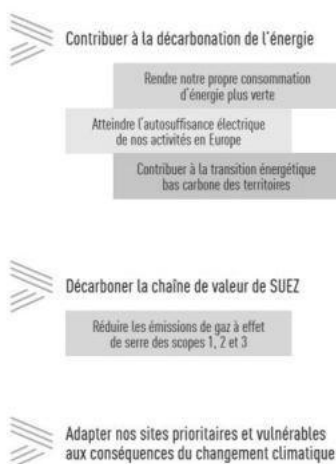 Contribuer à la décarbonation de l'énergie
Rendre notre propre consommation
d'énergie plus verte
Atteindre l'autosuffisance électrique
de nos activités en Europe
Contribuer à la transition énergétique
bas carbone des territoires
Décarboner la chaîne de valeur de SUEZ
Réduire les émissions de gaz à effet
de serre des scopes 1, 2 et 3
Adapter nos sites prioritaires et vulnérables
aux conséquences du changement climatique